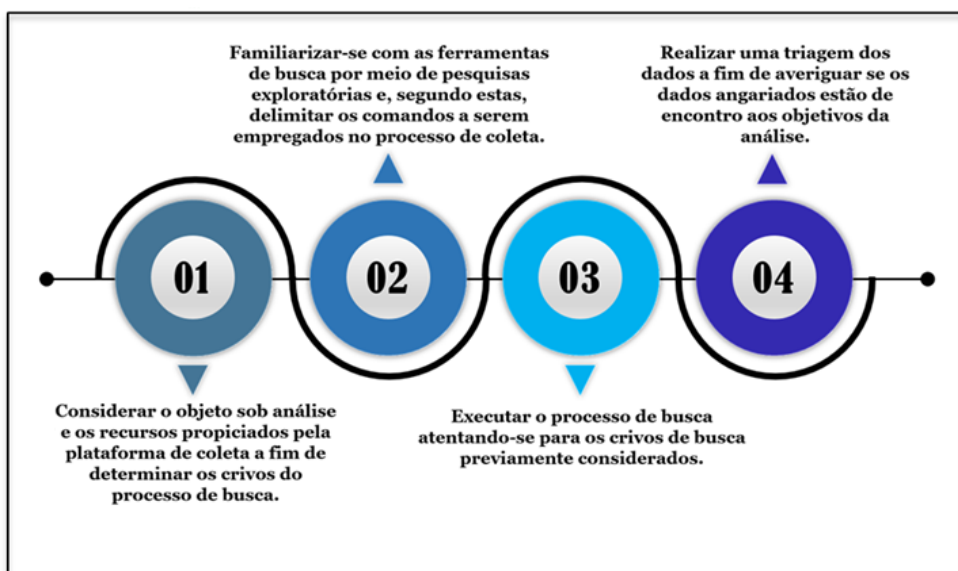 01
Considerar o objeto sob análise
e os recursos propiciados pela
plataforma de coleta a fim de
determinar os crivos do
processo de busca.
02
Familiarizar-se com as ferramentas
de busca por meio de pesquisas
exploratórias e, segundo estas,
delimitar os comandos a serem
empregados no processo de coleta.
03
Executar o processo de busca
atentando-se para os crivos de busca
previamente considerados.
04
Realizar uma triagem dos
dados a fim de averiguar se os
dados angariados estão de
encontro aos objetivos da
análise.